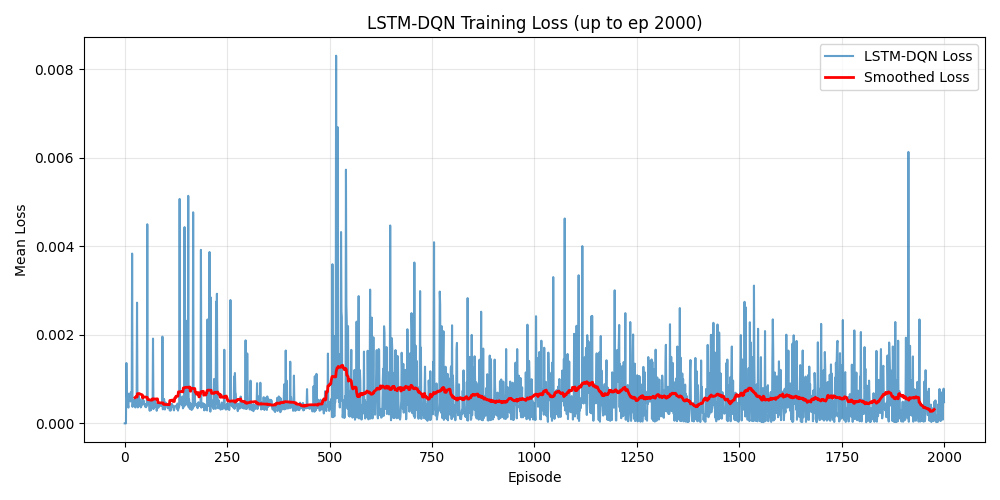 LSTM-DQN Training Loss (up to ep 2000)
LSTM-DQN Loss
Smoothed Loss
Mean Loss
0.008
0.006
0.004
0.002
0.000
0 250 500 750 1000 1250 1500 1750 2000
Episode